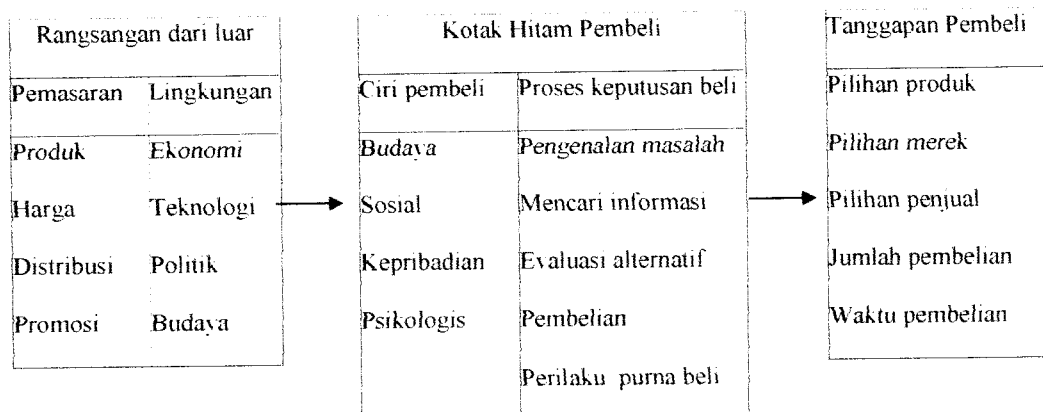 Rangsangan dari luar
Pemasaran Lingkungan
Produk Ekonomi
Harga Teknologi
Distribusi Politik
Promosi Budaya
Kotak Hitam Pembeli
Ciri pembeli Proses keputusan beli
Budaya Pengenalan masalah
Sosial Mencari informasi
Kepribadian Evaluasi alternatif
Psikologis Pembelian
Perilaku purna beli
Tanggapan Pembeli
Pilihan produk
Pilihan merek
Pilihan penjual
Jumlah pembelian
Waktu pembelian